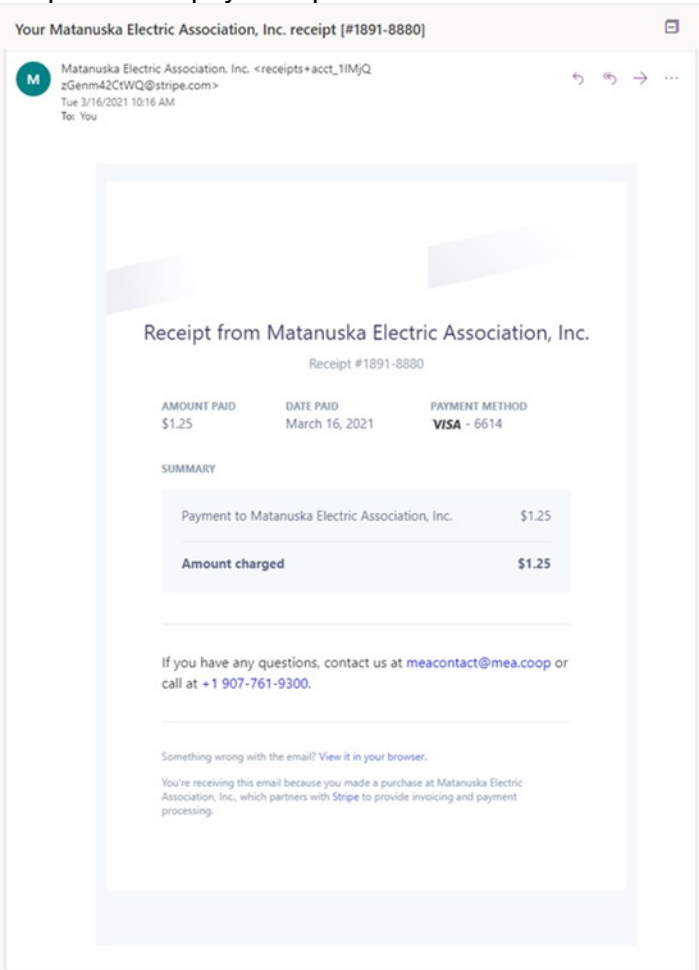 Your Matanuska Electric Association, Inc. receipt [#1891-8880]
M
Matanuska Electric Association, Inc. <receipts+acct_1IMjQ
zGenm42CtWQ@stripe.com>
Tue 3/16/2021 10:16 AM
To: You
Receipt from Matanuska Electric Association, Inc.
Receipt #1891-8880
AMOUNT PAID DATE PAID PAYMENT METHOD
$1.25 March 16, 2021 VISA - 6614
SUMMARY
Payment to Matanuska Electric Association, Inc. $1.25
Amount charged $1.25
If you have any questions, contact us at meacontact@mea.coop or
call at +1 907-761-9300.
Something wrong with the email? View it in your browser.
You're receiving this email because you made a purchase at Matanuska Electric
Association, Inc., which partners with Stripe to provide invoicing and payment
processing.